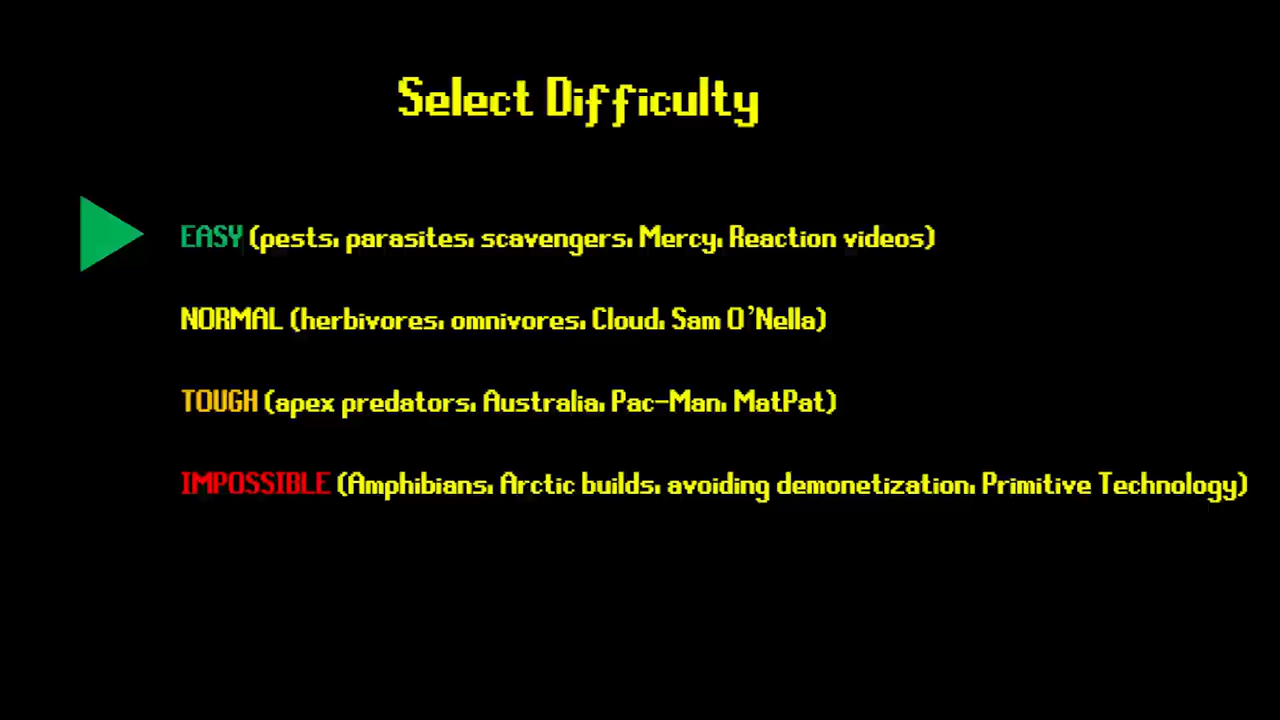 Select Difficulty
EASY (pests, parasites, scavengers, Mercy, Reaction videos)
NORMAL (herbivores, omnivores, Cloud, Sam O'Nella)
TOUGH (apex predators, Australia, Pac-Man, MatPat)
IMPOSSIBLE (Amphibians, Arctic builds, avoiding demonetization, Primitive Technology)